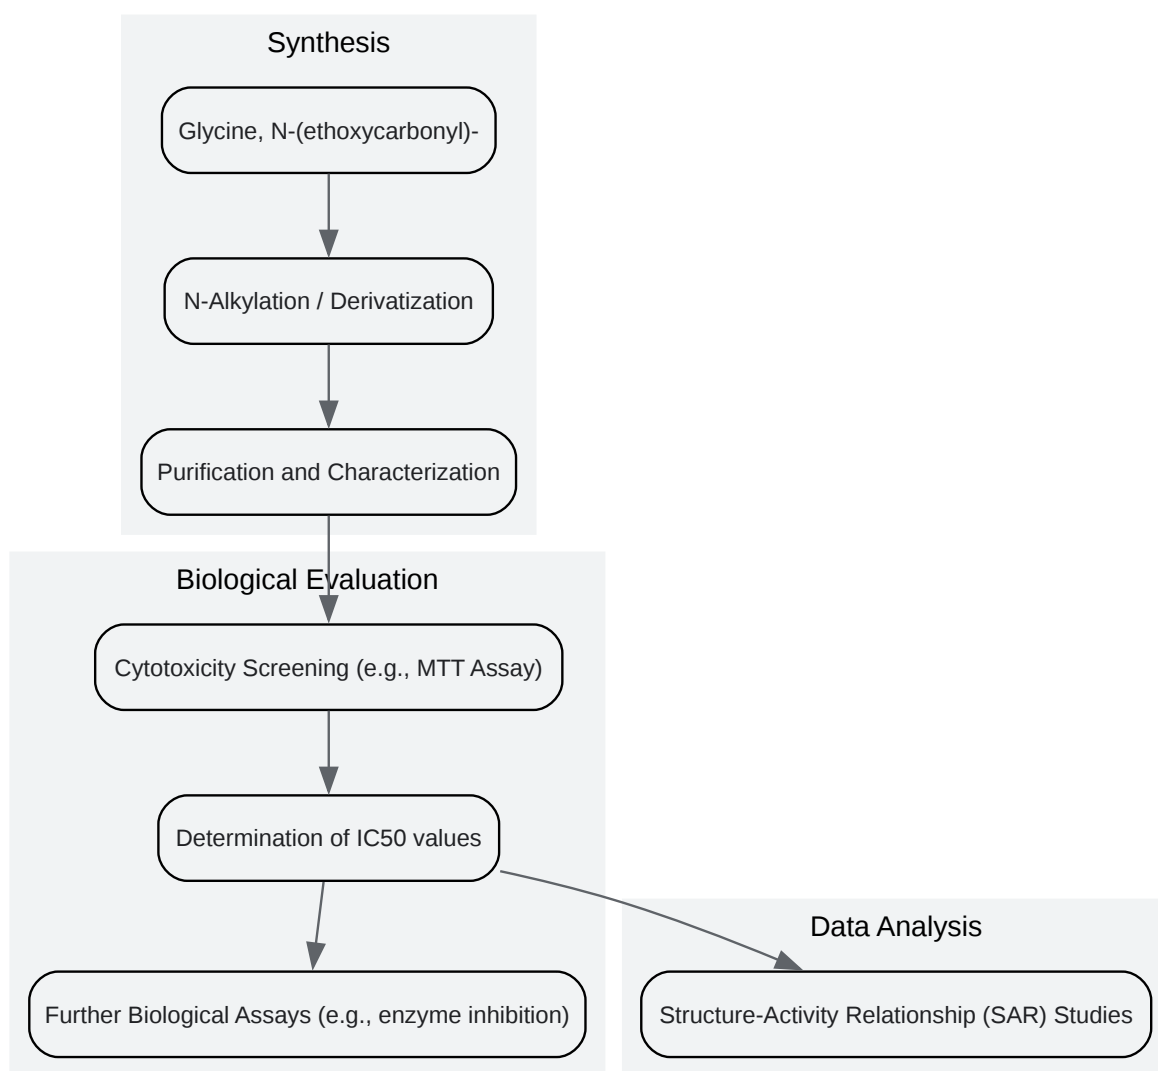 Synthesis
Glycine, N-(ethoxycarbonyl)-
N-Alkylation / Derivatization
Purification and Characterization
Biological Evaluation
Cytotoxicity Screening (e.g., MTT Assay)
Determination of IC50 values
Further Biological Assays (e.g., enzyme inhibition)
Data Analysis
Structure-Activity Relationship (SAR) Studies